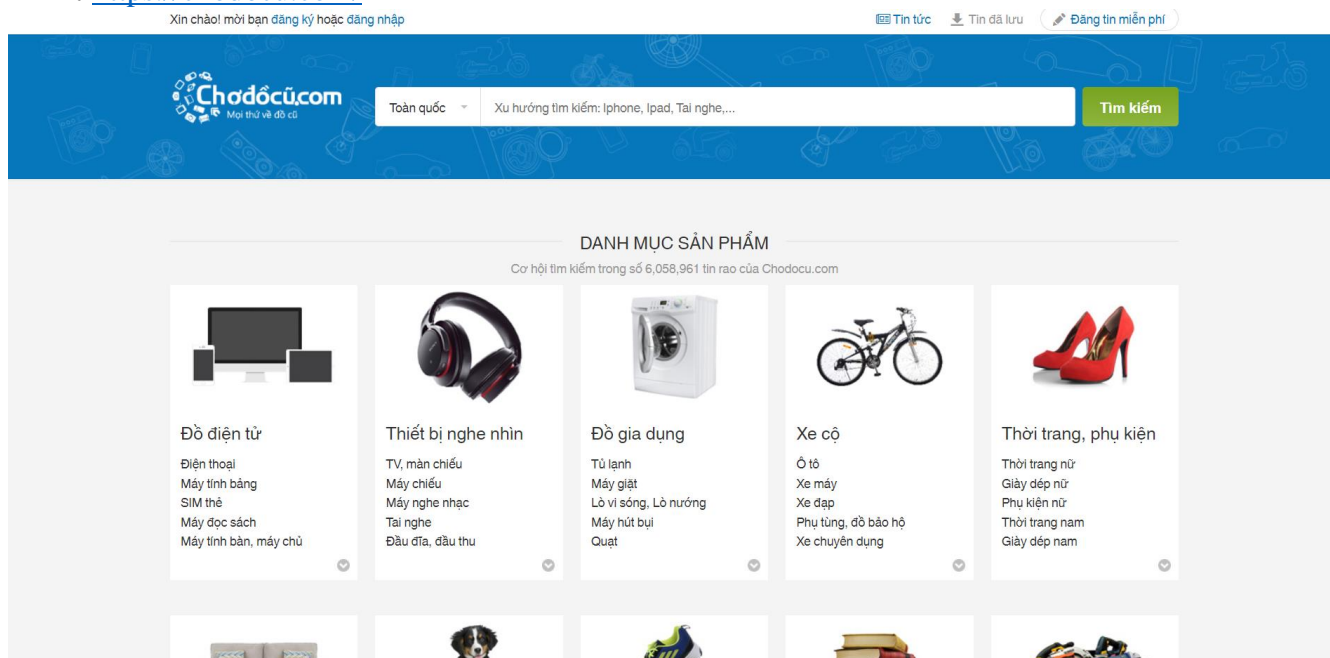 Xin chào! mời bạn đăng ký hoặc đăng nhập
Tin tức
Tin đã lưu
Đăng tin miễn phí
Chợđồcũ.com
Mọi thứ về đồ cũ
Toàn quốc
Xu hướng tìm kiếm: Iphone, Ipad, Tai nghe,...
Tìm kiếm
DANH MỤC SẢN PHẨM
Cơ hội tìm kiếm trong số 6,058,961 tin rao của Chodocu.com
Đồ điện tử
Điện thoại
Máy tính bảng
SIM thẻ
Máy đọc sách
Máy tính bàn, máy chủ
Thiết bị nghe nhìn
TV, màn chiếu
Máy chiếu
Máy nghe nhạc
Tai nghe
Đầu đĩa, đầu thu
Đồ gia dụng
Tủ lạnh
Máy giặt
Lò vi sóng, Lò nướng
Máy hút bụi
Quạt
Xe cộ
Ô tô
Xe máy
Xe đạp
Phụ tùng, đồ bảo hộ
Xe chuyên dụng
Thời trang, phụ kiện
Thời trang nữ
Giày dép nữ
Phụ kiện nữ
Thời trang nam
Giày dép nam